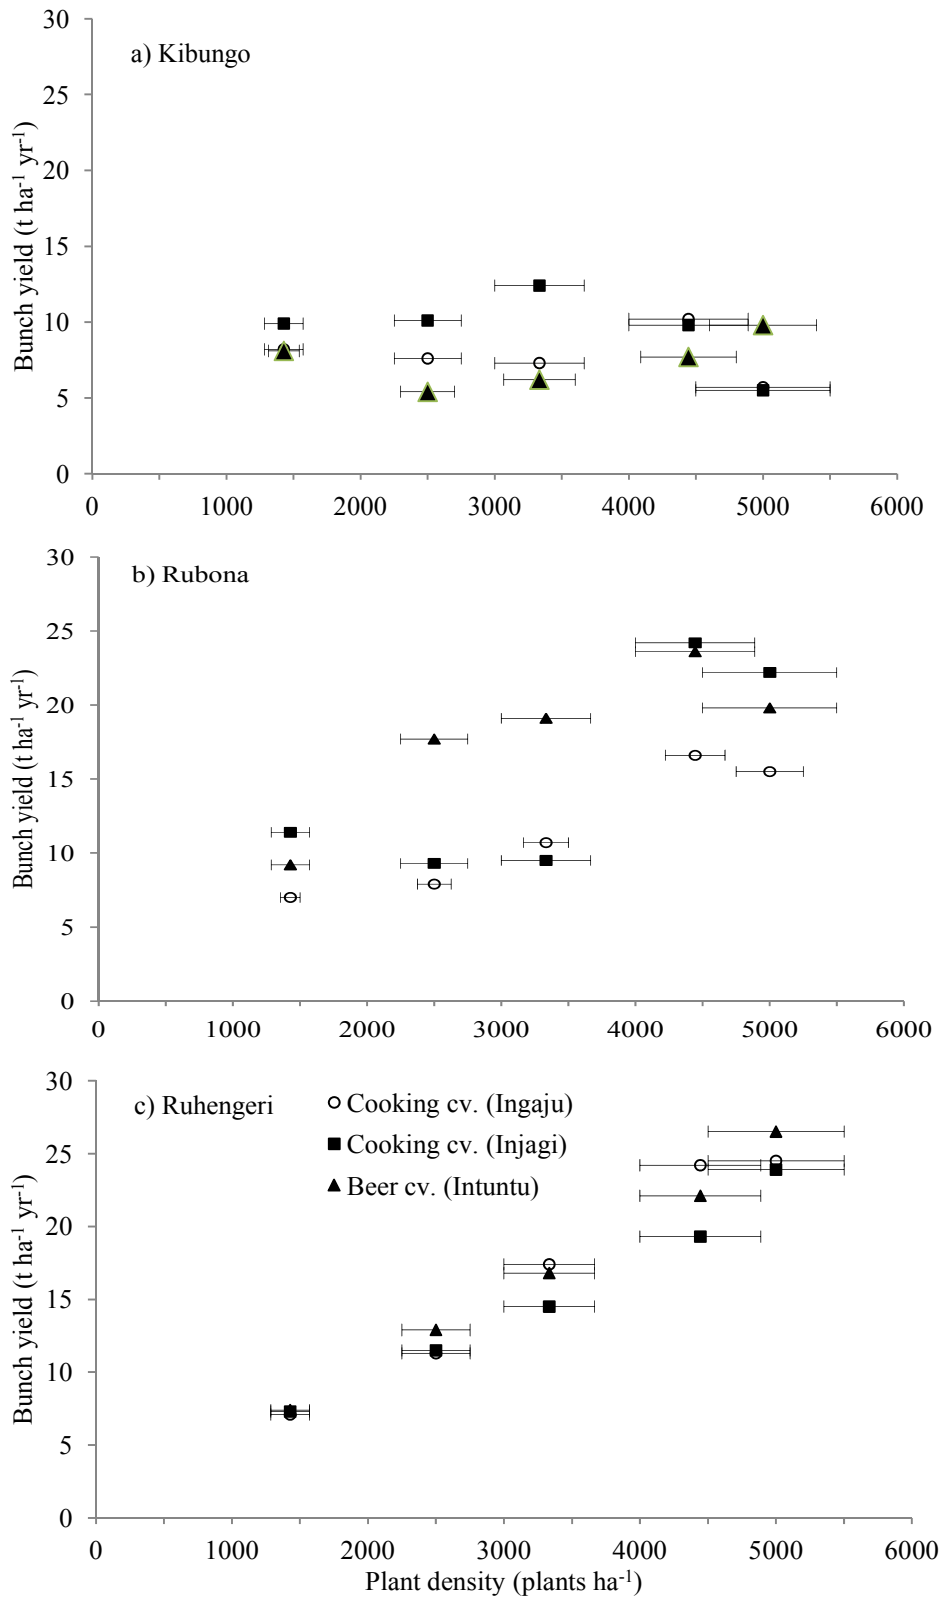 30
a) Kibungo
25
20
15
10
5
0
Bunch yield (t ha⁻¹ yr⁻¹)
0 1000 2000 3000 4000 5000 6000
30
b) Rubona
25
20
15
10
5
0
Bunch yield (t ha⁻¹ yr⁻¹)
0 1000 2000 3000 4000 5000 6000
30
c) Ruhengeri
Cooking cv. (Ingaju)
Cooking cv. (Injagi)
Beer cv. (Intuntu)
25
20
15
10
5
0
Bunch yield (t ha⁻¹ yr⁻¹)
0 1000 2000 3000 4000 5000 6000
Plant density (plants ha⁻¹)